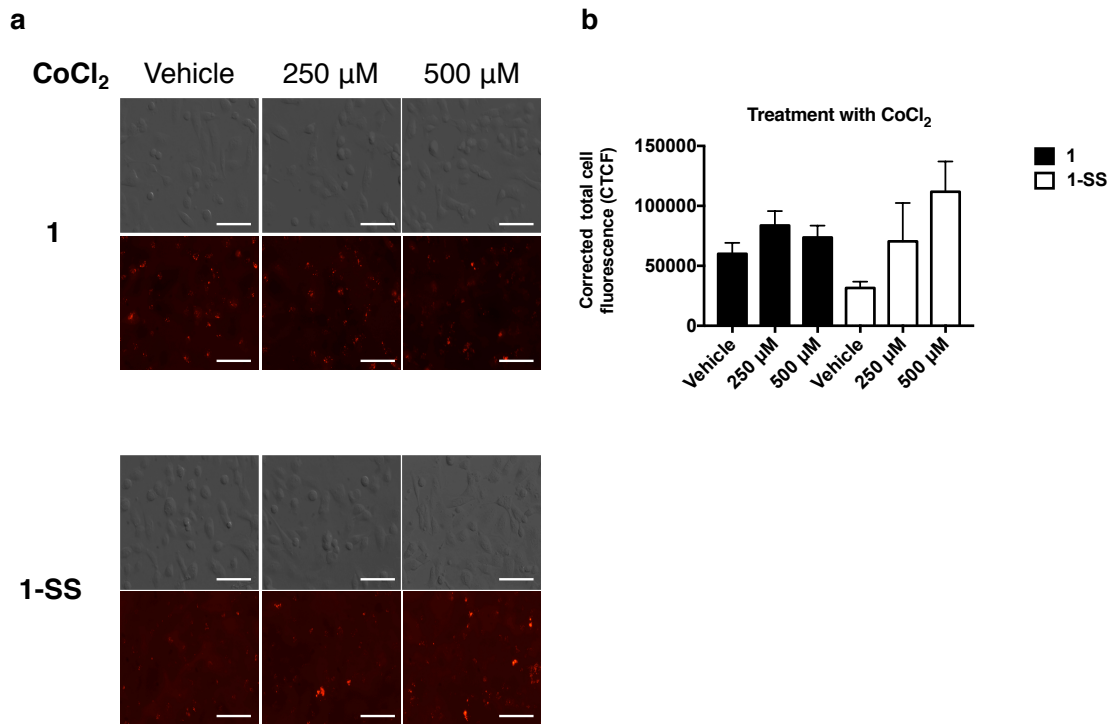 a
b
CoCl₂ Vehicle 250 μM 500 μM
1
1-SS
Treatment with CoCl₂
Corrected total cell
fluorescence (CTCF)
150000
100000
50000
0
Vehicle
250 μM
500 μM
Vehicle
250 μM
500 μM
1
1-SS